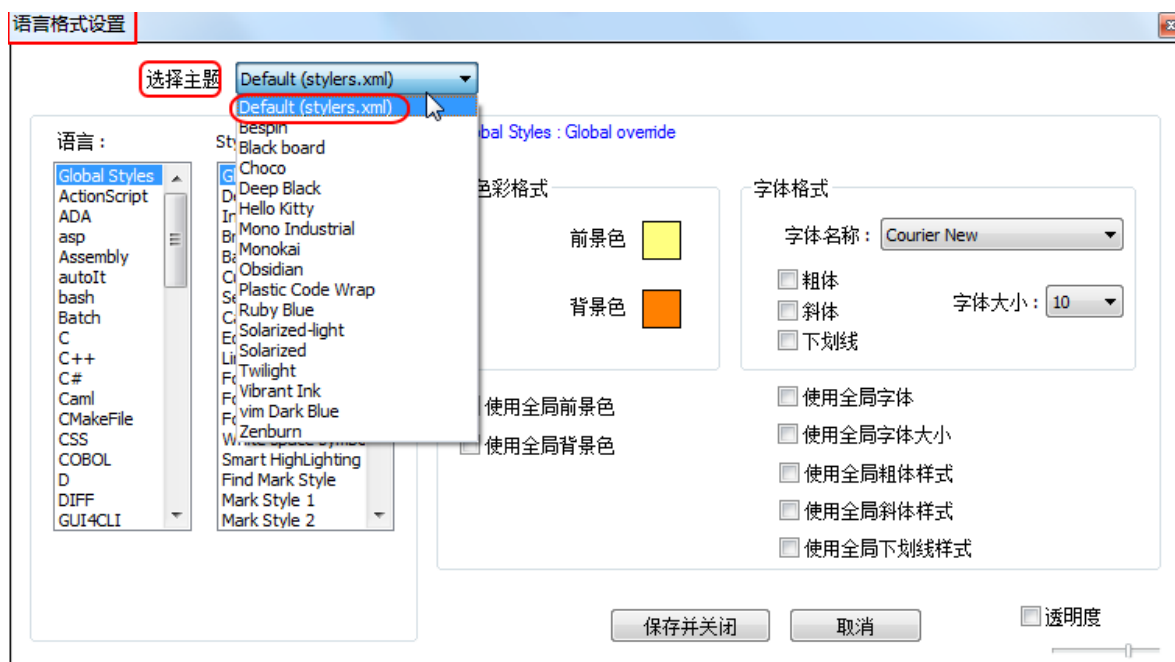 语言格式设置
选择主题
Default (stylers.xml)
Default (stylers.xml)
Bespin
Black board
Choco
Deep Black
Hello Kitty
Mono Industrial
Monokai
Obsidian
Plastic Code Wrap
Ruby Blue
Solarized-light
Solarized
Twilight
Vibrant Ink
vim Dark Blue
Zenburn
语言：
Global Styles
ActionScript
ADA
asp
Assembly
autoIt
bash
Batch
C
C++
C#
Caml
CMakeFile
CSS
COBOL
D
DIFF
GUI4CLI
Smart HighLighting
Find Mark Style
Mark Style 1
Mark Style 2
bal Styles : Global override
色彩格式
前景色
背景色
使用全局前景色
使用全局背景色
字体格式
字体名称： Courier New
粗体
斜体
下划线
字体大小： 10
使用全局字体
使用全局字体大小
使用全局粗体样式
使用全局斜体样式
使用全局下划线样式
保存并关闭
取消
透明度